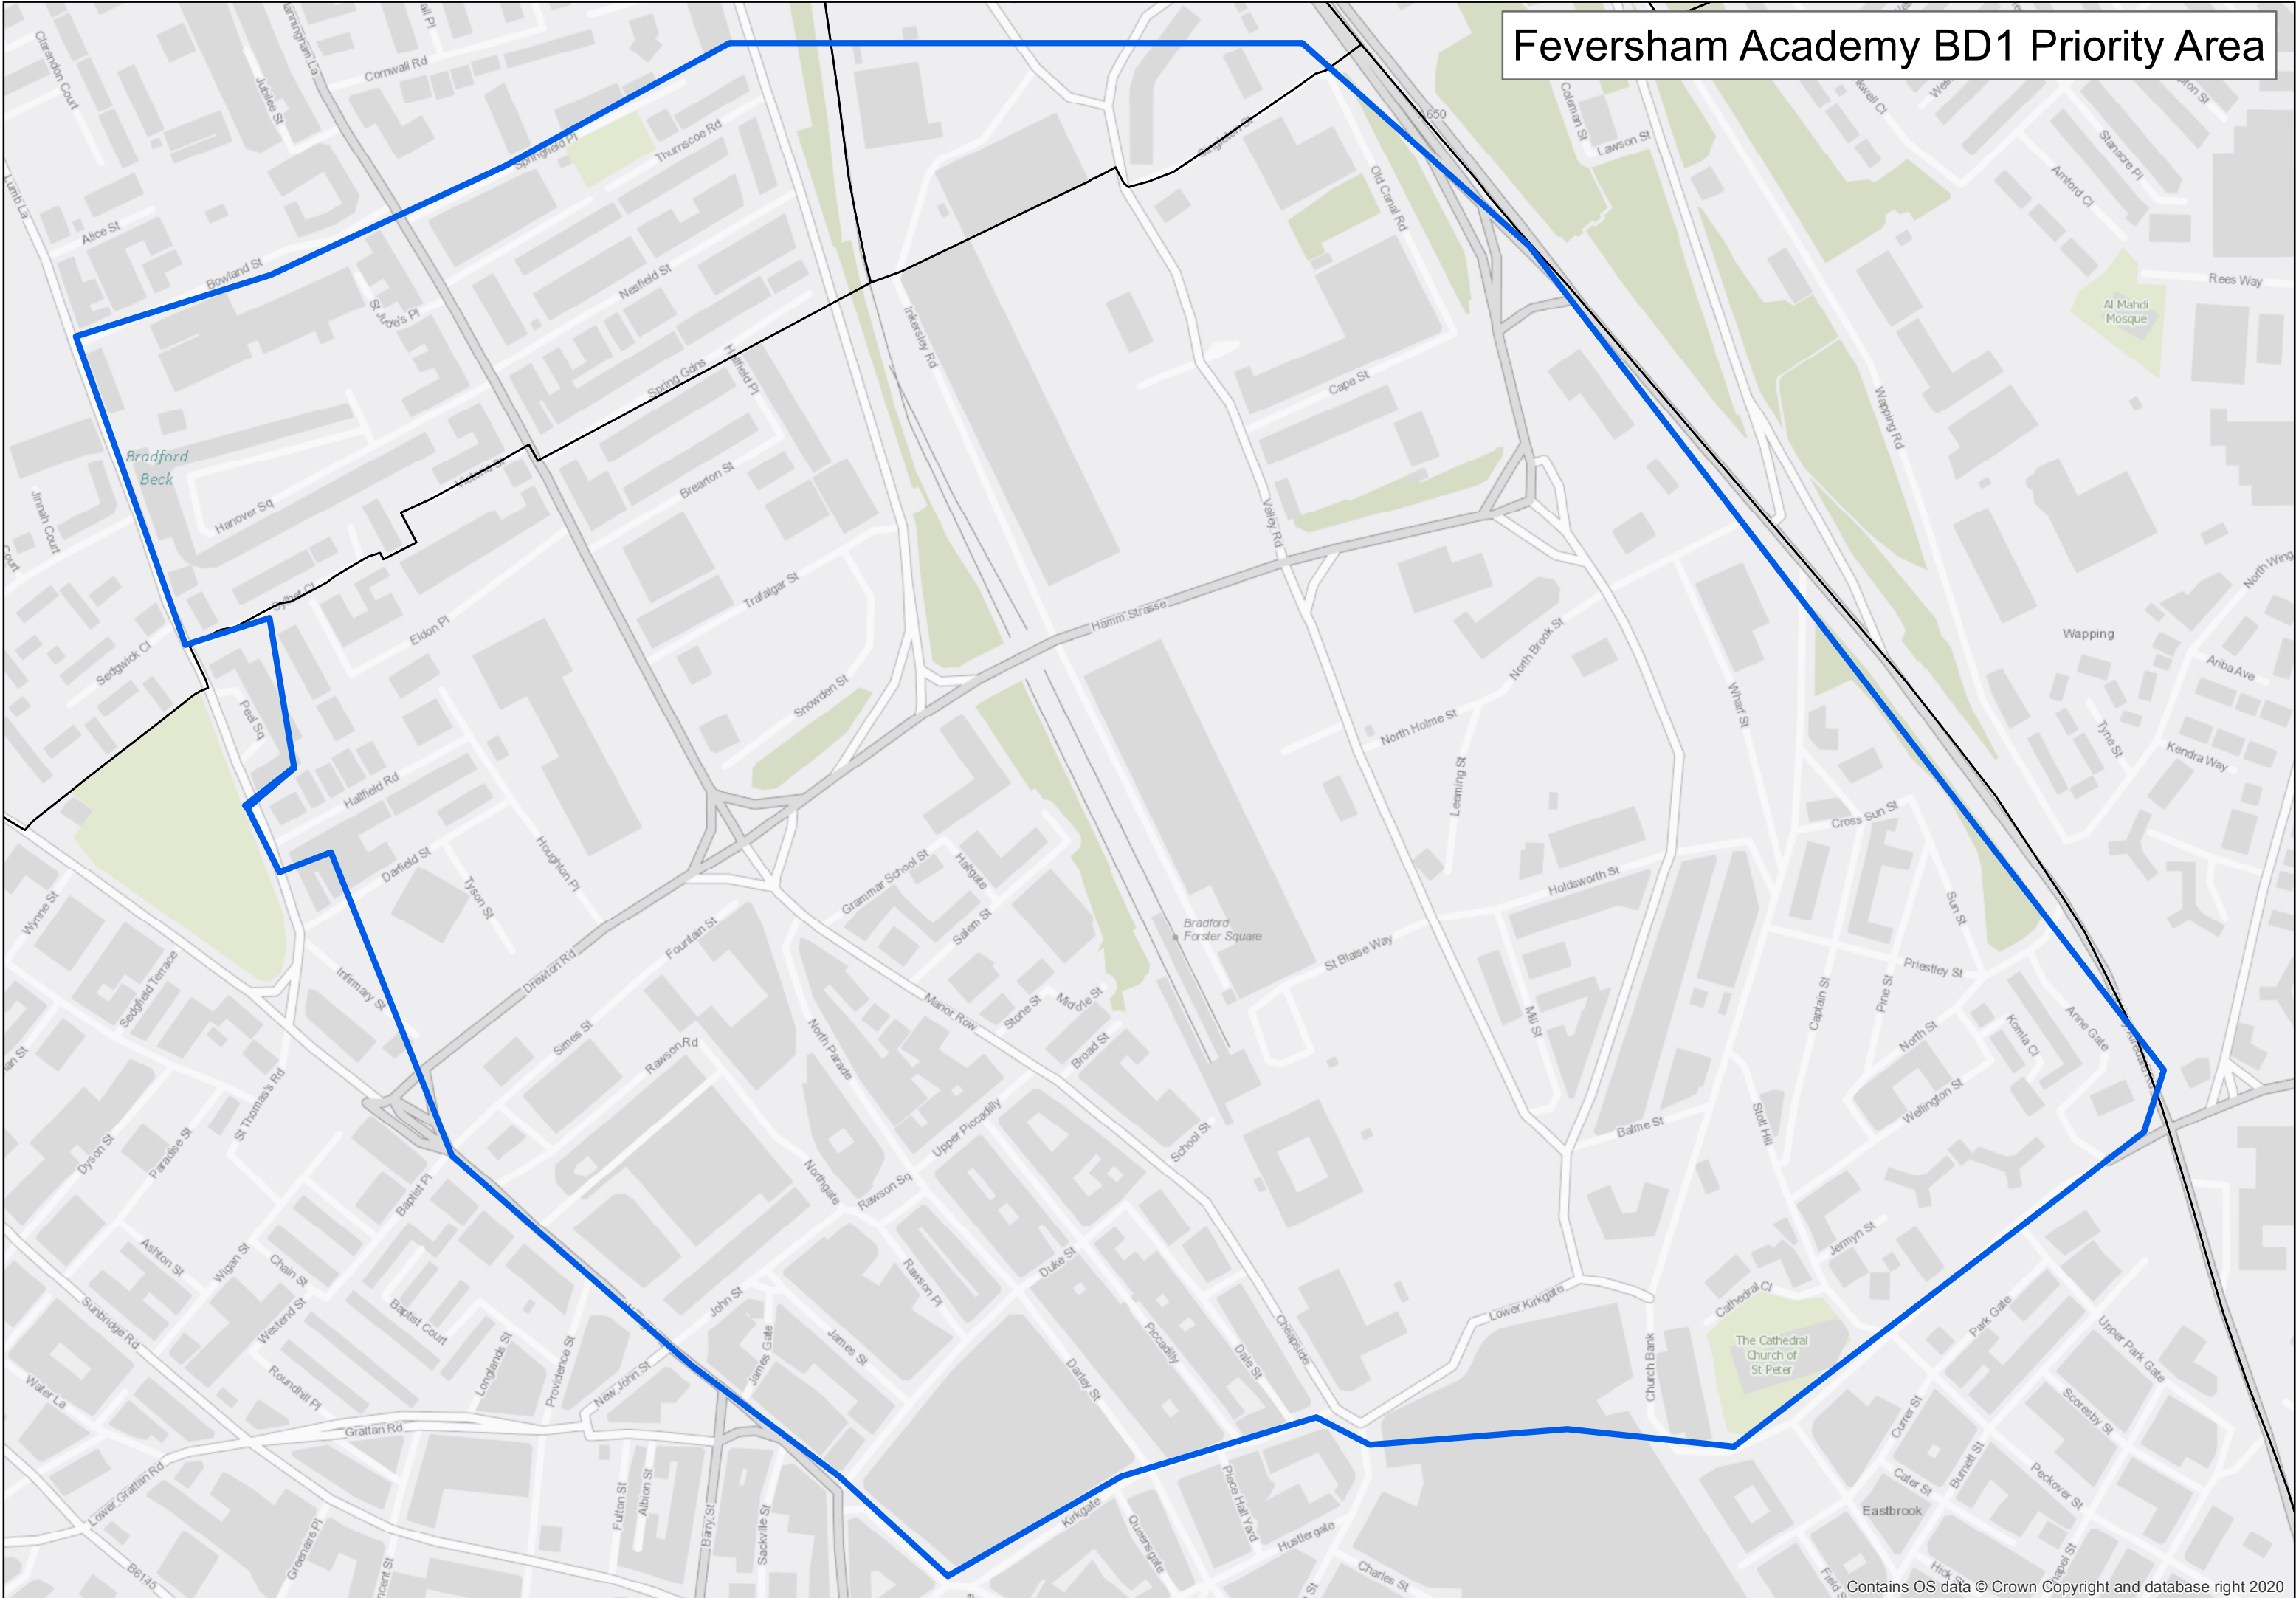 Feversham Academy BD1 Priority Area
Clarendon Court
Jubilee St
Cornwall Rd
Lumb La
Alice St
Bowland St
Springfield Pl
Thurnscoe Rd
Nesfield St
Spring Gdns
Hallfield Pl
Brearton St
Inkersley Rd
Singleton St
A650
Old Canal Rd
Coleman St
Lawson St
Stanacre Pl
Amford Cl
Rees Way
Al Mahdi
Mosque
Cape St
Wapping Rd
Bradford
Beck
Jinnah Court
Court
Hanover Sq
Victoria St
Sylhet Cl
Eldon Pl
Trafalgar St
Valley Rd
Hamm Strasse
North Wing
Wapping
Ariba Ave
Tyne St
Kendra Way
Sedgwick Cl
Peel Sq
Snowden St
North Brook St
North Holme St
Wharf St
Leeming St
Hallfield Rd
Darfield St
Houghton Pl
Tyson St
Cross Sun St
Grammar School St
Hallgate
Salem St
Holdsworth St
Sun St
Wynne St
Sedgfield Terrace
Infirmary St
Drewton Rd
Fountain St
Bradford
Forster Square
St Blaise Way
Priestley St
Manor Row
Stone St
Middle St
Mill St
Captain St
Pine St
North St
Komla Cl
Anne Gate
Simes St
Rawson Rd
North Parade
Broad St
St Thomas's Rd
Dyson St
Paradise St
Upper Piccadilly
School St
Balme St
Stott Hill
Wellington St
Baptist Pl
Northgate
Rawson Sq
Ashton St
Wigan St
Chain St
Duke St
Jermyn St
Rawson Pl
Westend St
Baptist Court
Sunbridge Rd
John St
Lower Kirkgate
Cathedral Cl
Park Gate
Upper Park Gate
James Gate
James St
Piccadilly
Cheapside
Dale St
Darley St
Church Bank
The Cathedral
Church of
St Peter
Longlands St
Providence St
New John St
Roundhill Pl
Water La
Grattan Rd
Currer St
Scoresby St
Lower Grattan Rd
Fulton St
Albion St
Barry St
Sackville St
Kirkgate
Queensgate
Piece Hall Yard
Hustlergate
Charles St
Cater St
Burnett St
Peckover St
Eastbrook
Greenaire Pl
B6145
Contains OS data © Crown Copyright and database right 2020